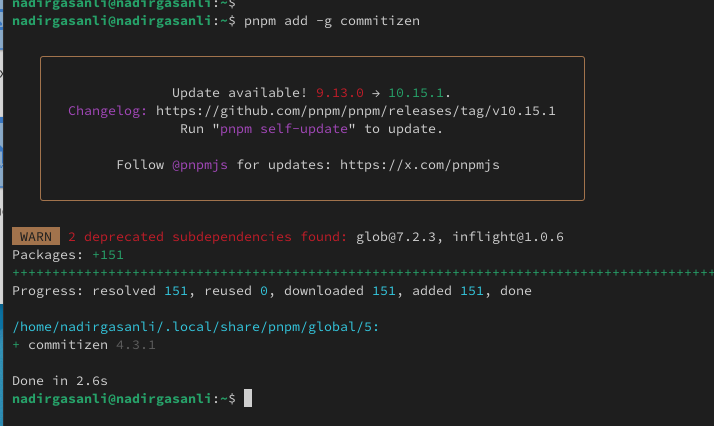 nadirgasanli@nadirgasanli:~$
nadirgasanli@nadirgasanli:~$ pnpm add -g commitizen
Update available! 9.13.0 → 10.15.1.
Changelog: https://github.com/pnpm/pnpm/releases/tag/v10.15.1
Run "pnpm self-update" to update.
Follow @pnpmjs for updates: https://x.com/pnpmjs
WARN 2 deprecated subdependencies found: glob@7.2.3, inflight@1.0.6
Packages: +151
++++++++++++++++++++++++++++++++++++++++++++++++++++++++++++++++++++++++++++++++++++++++
Progress: resolved 151, reused 0, downloaded 151, added 151, done
/home/nadirgasanli/.local/share/pnpm/global/5:
+ commitizen 4.3.1
Done in 2.6s
nadirgasanli@nadirgasanli:~$